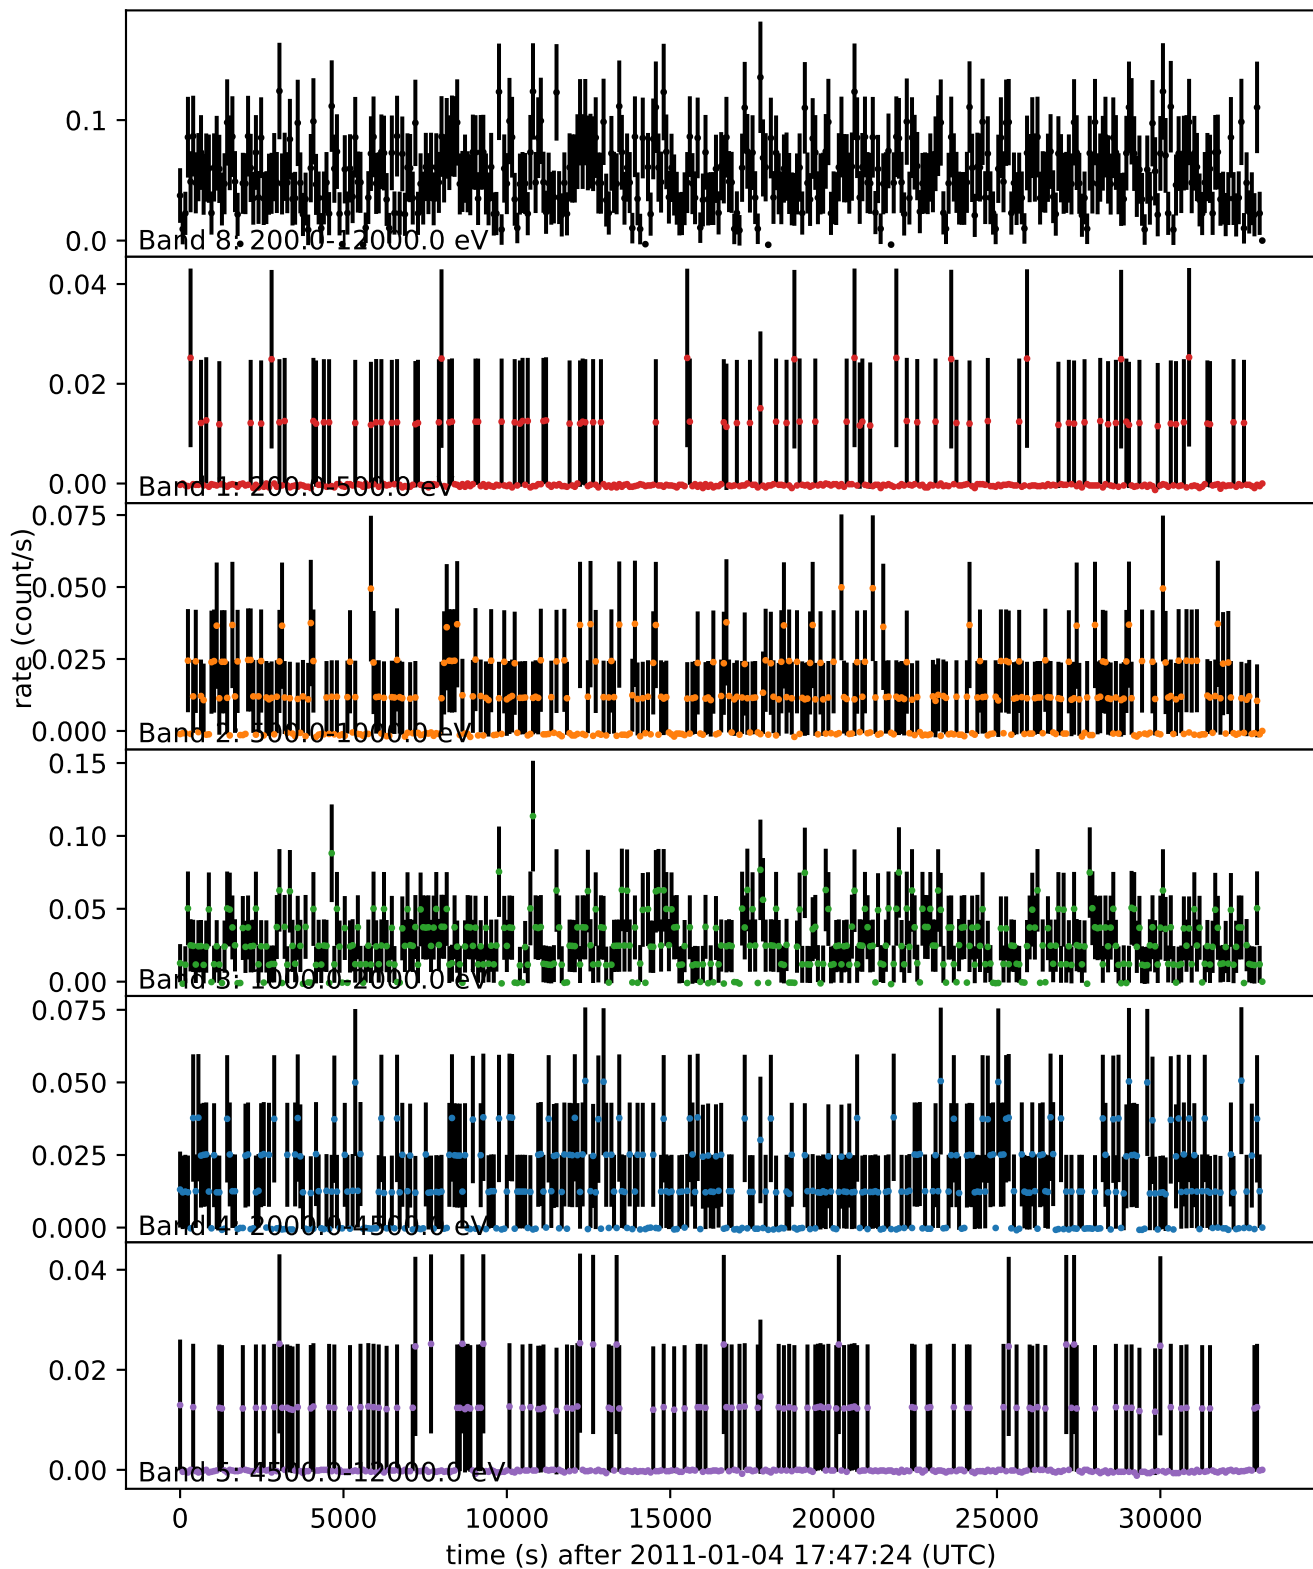 0.1
0.0
Band 8: 200.0-12000.0 eV
0.04
0.02
0.00
Band 1: 200.0-500.0 eV
0.075
0.050
0.025
0.000
Band 2: 500.0-1000.0 eV
rate (count/s)
0.15
0.10
0.05
0.00
Band 3: 1000.0-2000.0 eV
0.075
0.050
0.025
0.000
Band 4: 2000.0-4500.0 eV
0.04
0.02
0.00
Band 5: 4500.0-12000.0 eV
0 5000 10000 15000 20000 25000 30000
time (s) after 2011-01-04 17:47:24 (UTC)